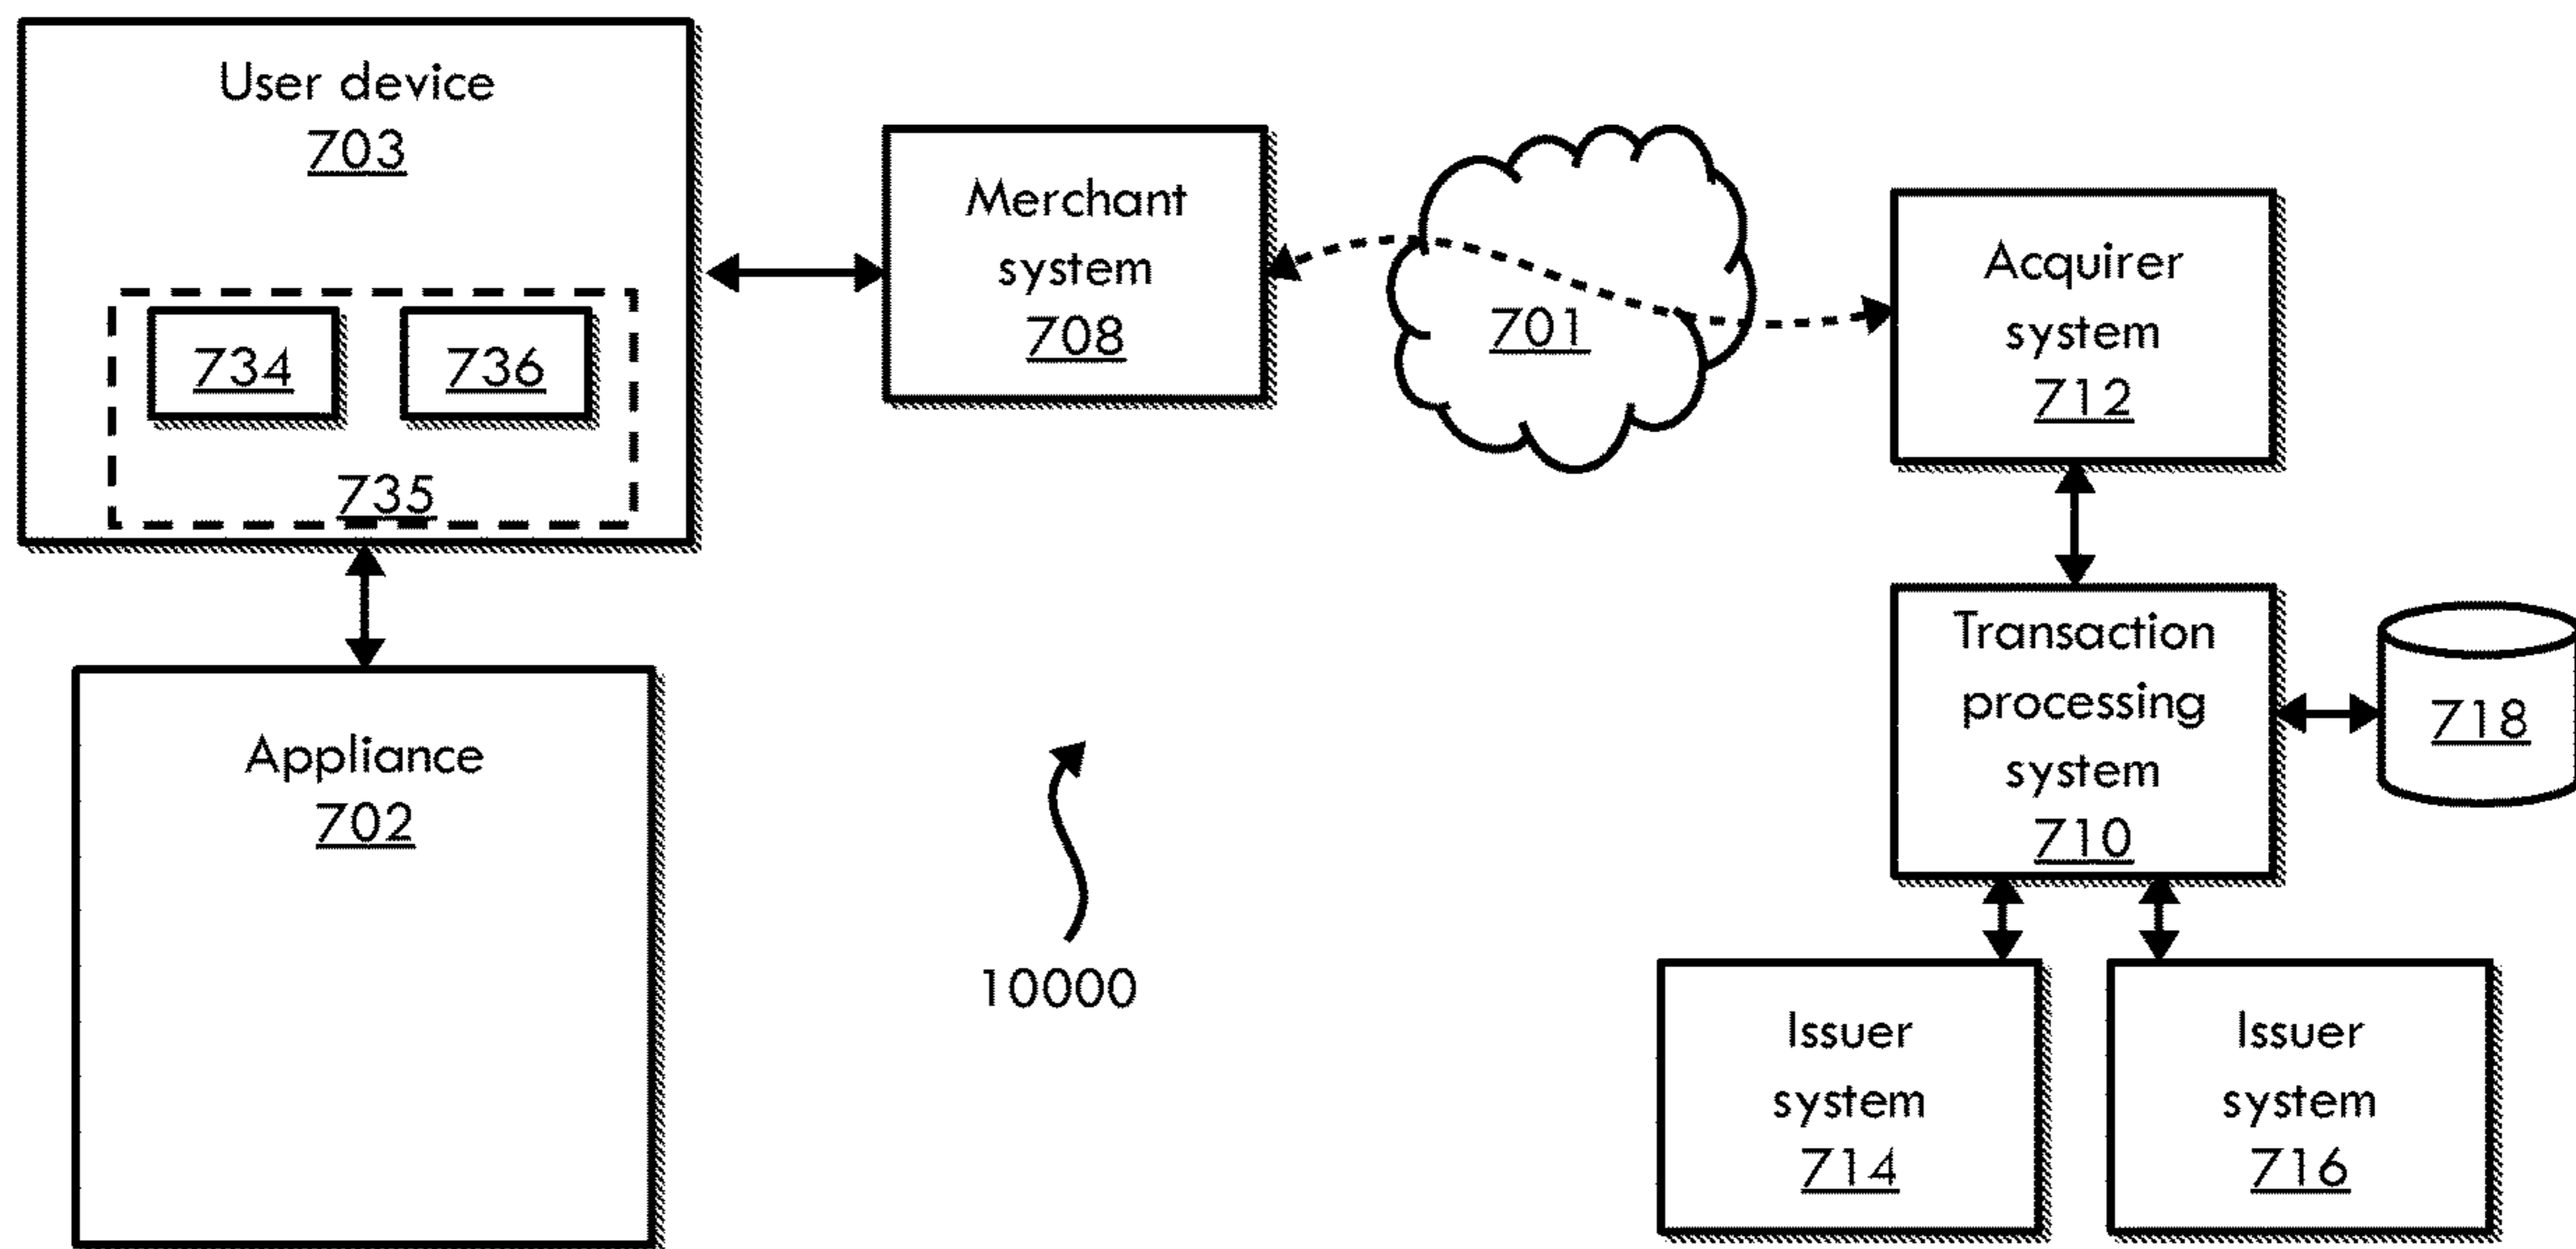 User device
703
734
736
735
Merchant
system
708
701
Acquirer
system
712
Appliance
702
10000
Transaction
processing
system
710
718
Issuer
system
714
Issuer
system
716